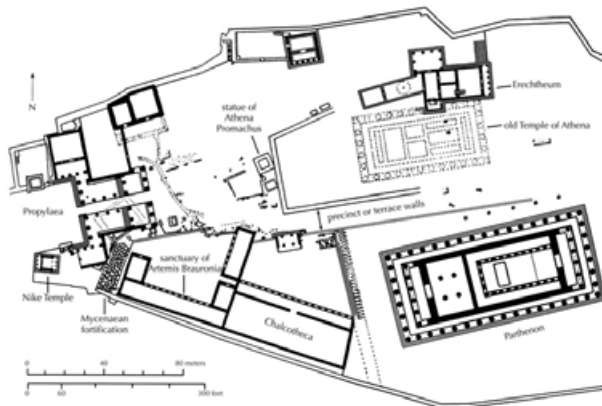 N
statue of
Athena
Promachus
Erechtheum
old Temple of Athena
Propylaea
precinct or terrace walls
sanctuary of
Artemis Brauronia
Nike Temple
Mycenaean
fortification
Chalcotheca
Parthenon
0 40 80 meters
0 60 300 feet